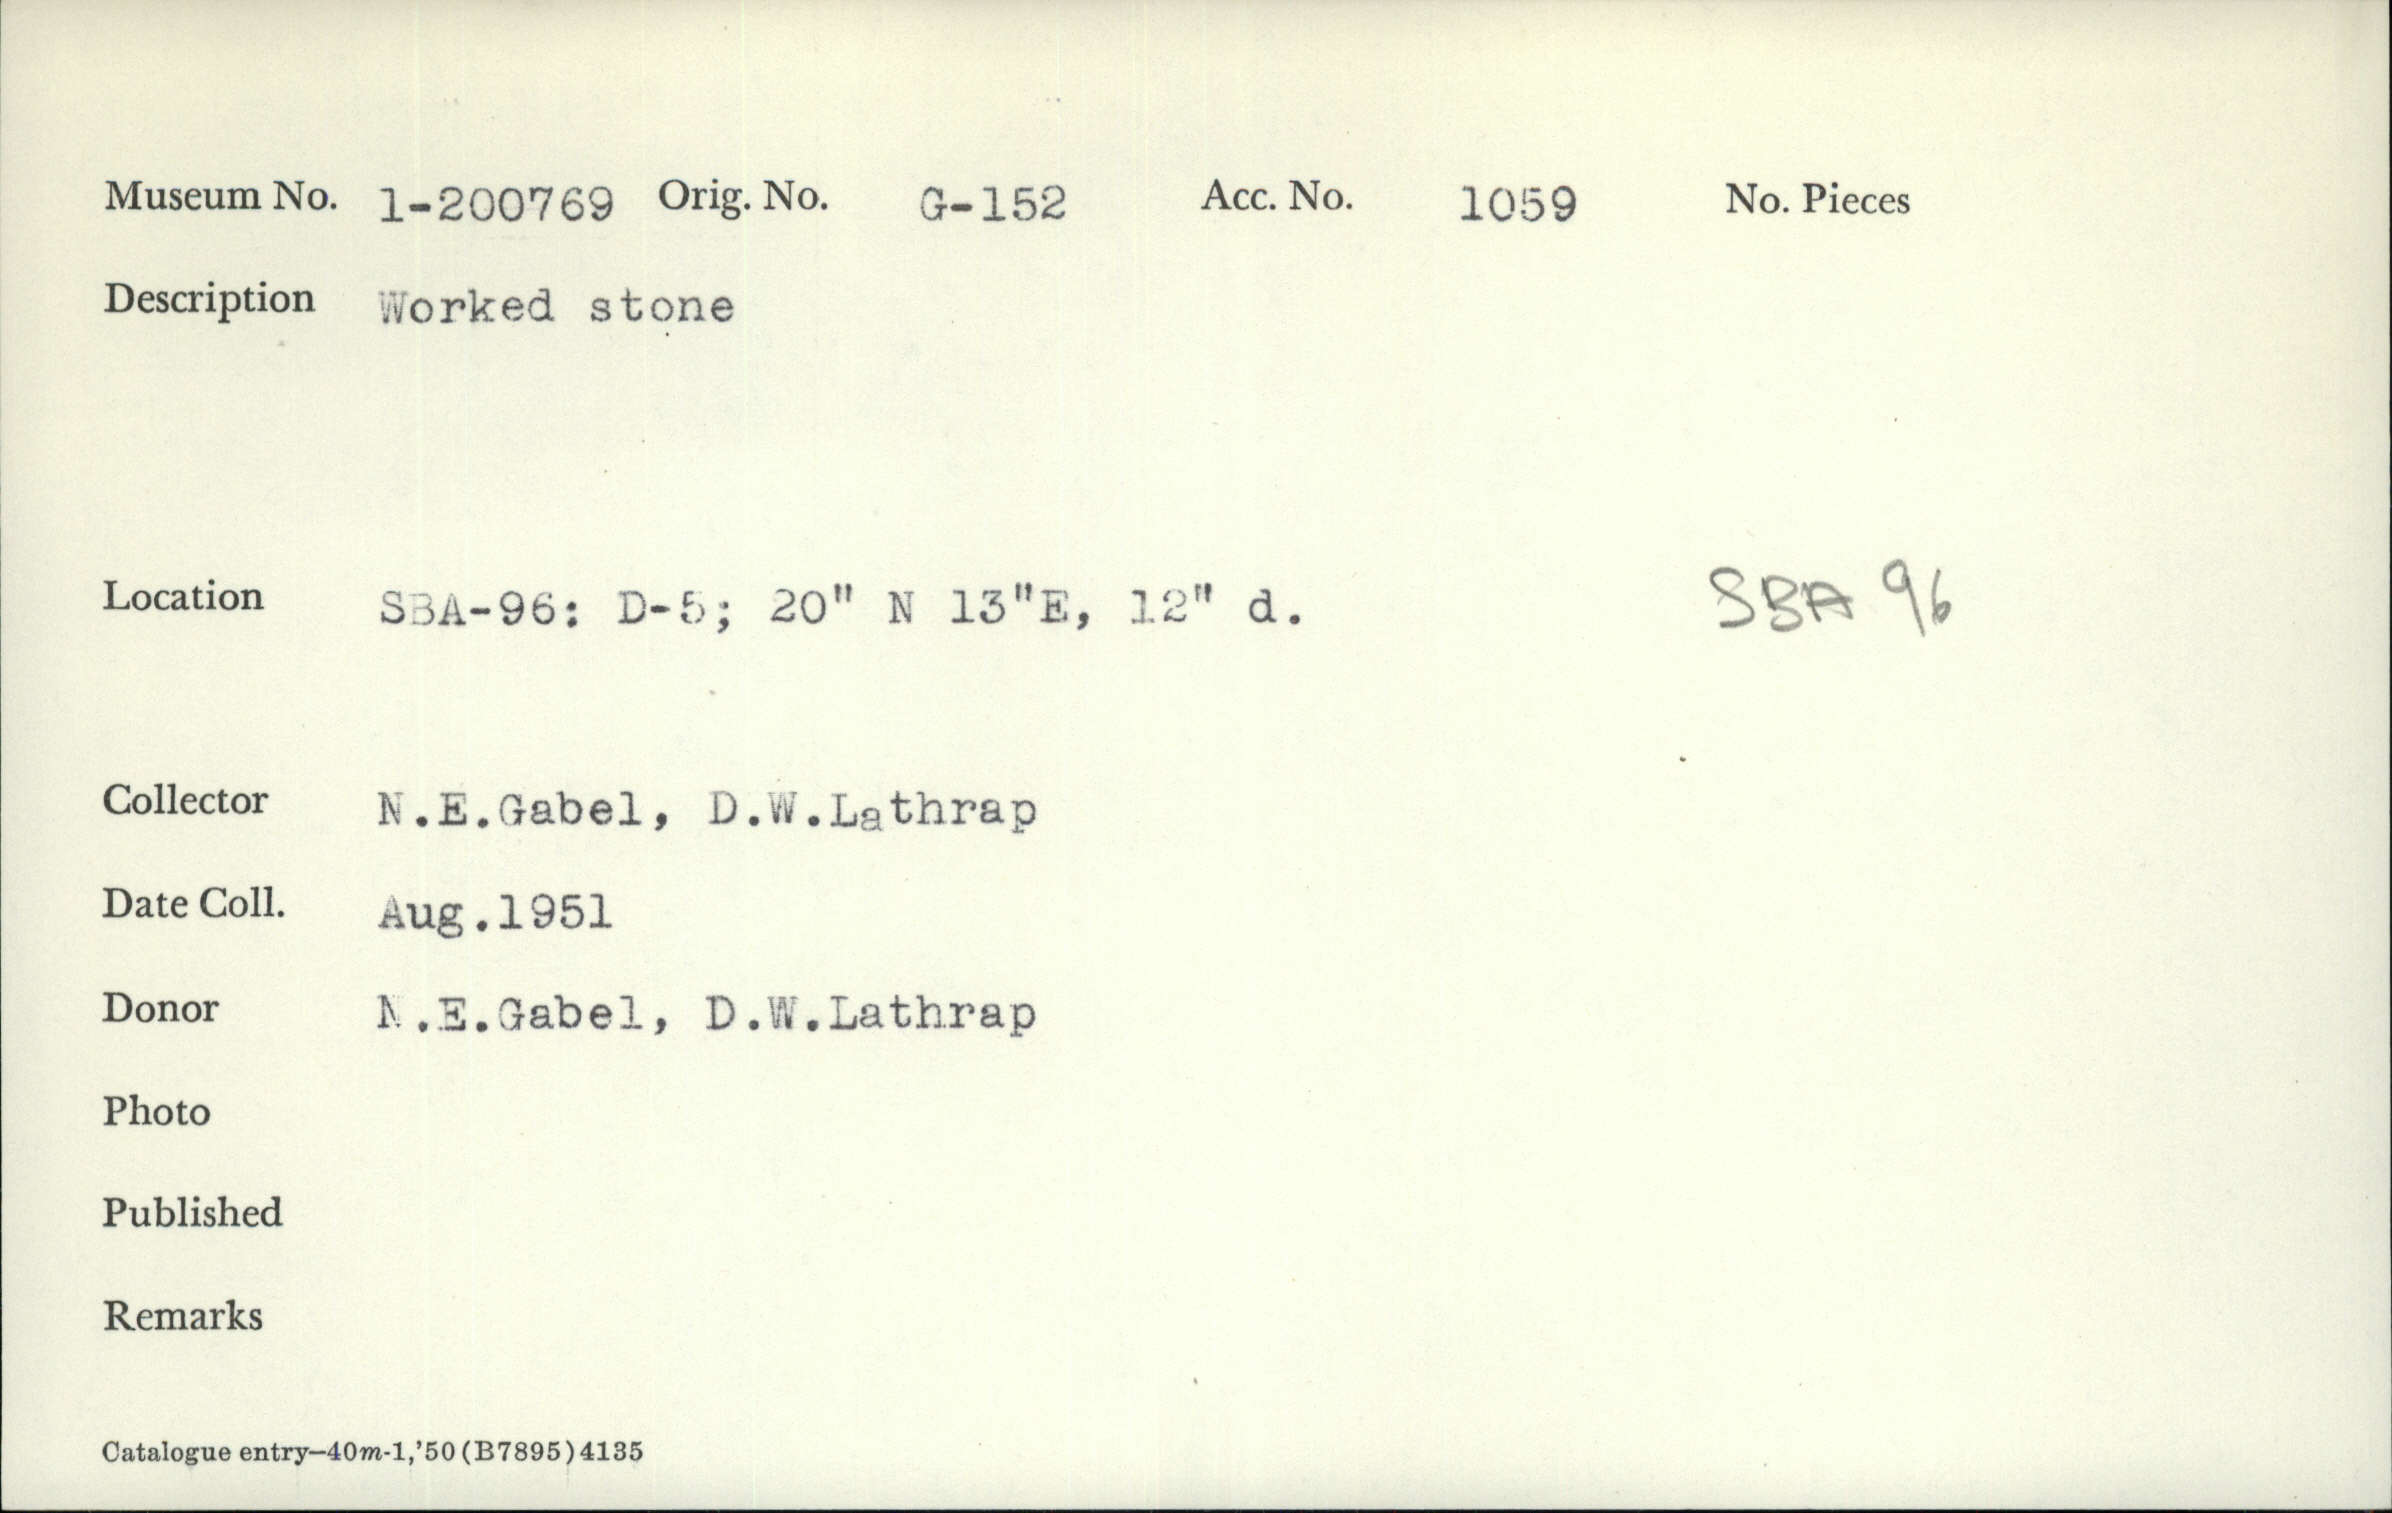 Museum No. 1-200769 Orig. No. G-152 Acc. No. 1059 No. Pieces
Description Worked stone
Location SBA-96: D-5; 20" N 13"E, 12" d. SBA 96
Collector N.E.Gabel, D.W.Lathrap
Date Coll. Aug.1951
Donor N.E.Gabel, D.W.Lathrap
Photo
Published
Remarks
Catalogue entry—40m-1,'50(B7895)4135